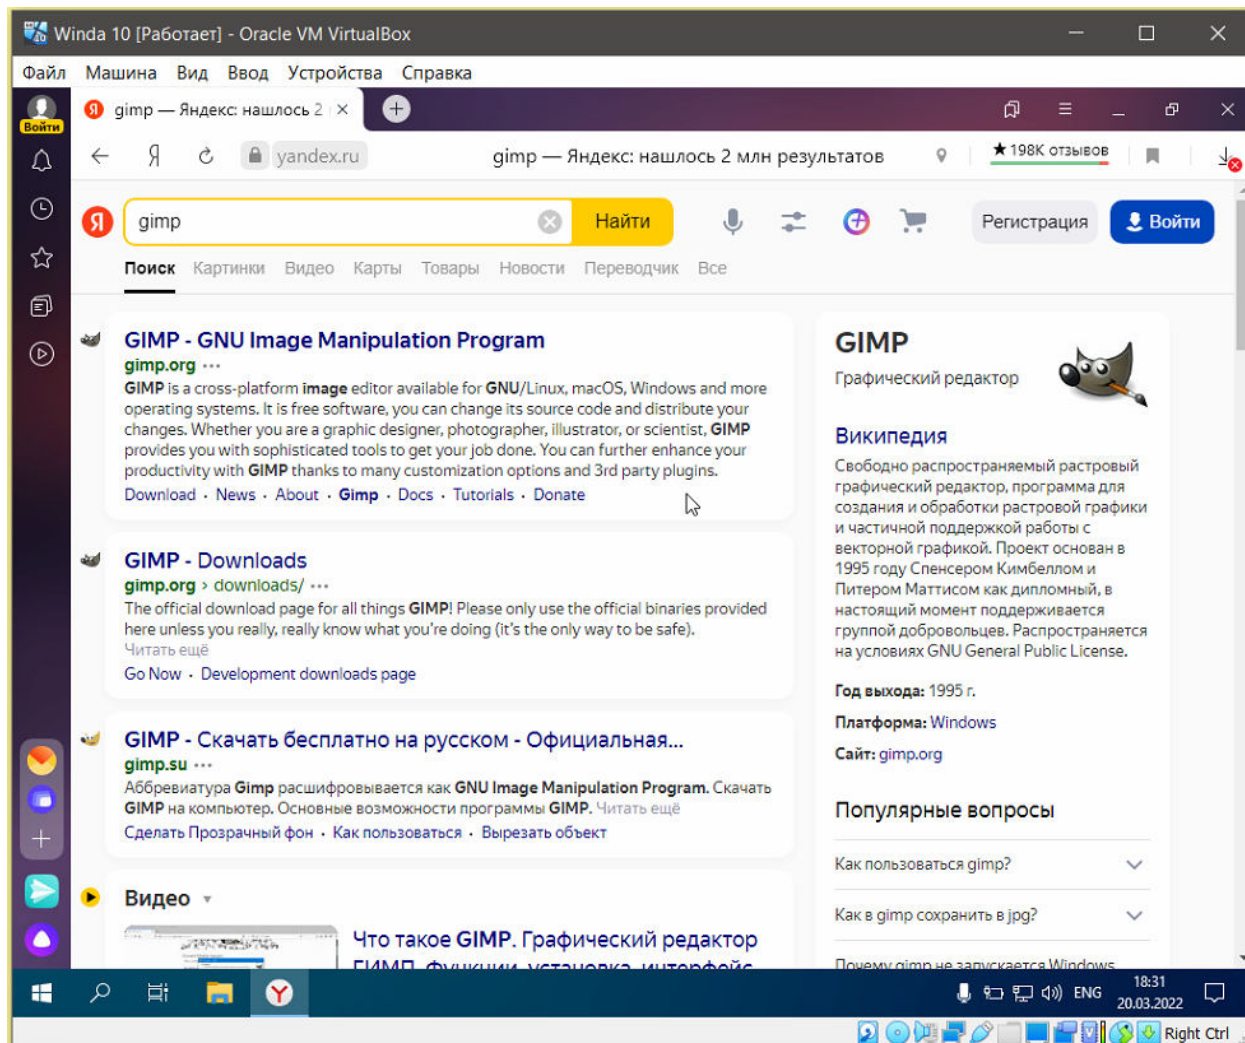 Winda 10 [Работает] - Oracle VM VirtualBox
Файл Машина Вид Ввод Устройства Справка
Войти
gimp — Яндекс: нашлось 2
yandex.ru
gimp — Яндекс: нашлось 2 млн результатов
★ 198K отзывов
Я
gimp
Найти
Регистрация
Войти
Поиск Картинки Видео Карты Товары Новости Переводчик Все
GIMP - GNU Image Manipulation Program
gimp.org
GIMP is a cross-platform image editor available for GNU/Linux, macOS, Windows and more
operating systems. It is free software, you can change its source code and distribute your
changes. Whether you are a graphic designer, photographer, illustrator, or scientist, GIMP
provides you with sophisticated tools to get your job done. You can further enhance your
productivity with GIMP thanks to many customization options and 3rd party plugins.
Download · News · About · Gimp · Docs · Tutorials · Donate
GIMP - Downloads
gimp.org › downloads/
The official download page for all things GIMP! Please only use the official binaries provided
here unless you really, really know what you're doing (it's the only way to be safe).
Читать ещё
Go Now · Development downloads page
GIMP - Скачать бесплатно на русском - Официальная...
gimp.su
Аббревиатура Gimp расшифровывается как GNU Image Manipulation Program. Скачать
GIMP на компьютер. Основные возможности программы GIMP. Читать ещё
Сделать Прозрачный фон · Как пользоваться · Вырезать объект
Видео
Что такое GIMP. Графический редактор
ГИМП. Функции, установка, интерфейс
GIMP
Графический редактор
Википедия
Свободно распространяемый растровый
графический редактор, программа для
создания и обработки растровой графики
и частичной поддержкой работы с
векторной графикой. Проект основан в
1995 году Спенсером Кимбеллом и
Питером Маттисом как дипломный, в
настоящий момент поддерживается
группой добровольцев. Распространяется
на условиях GNU General Public License.
Год выхода: 1995 г.
Платформа: Windows
Сайт: gimp.org
Популярные вопросы
Как пользоваться gimp?
Как в gimp сохранить в jpg?
Почему gimp не запускается Windows
ENG
18:31
20.03.2022
Right Ctrl